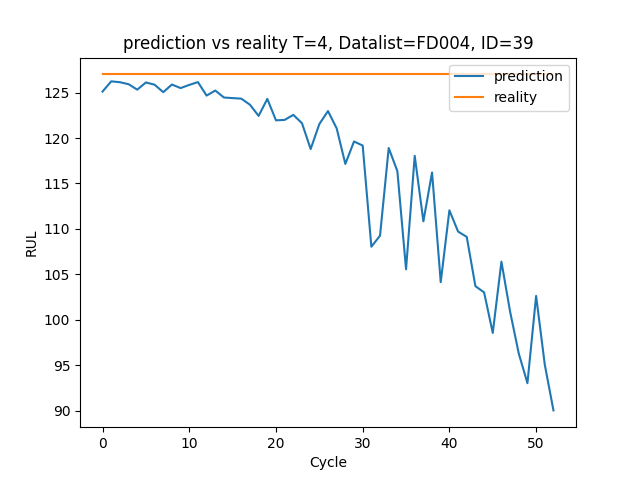 prediction vs reality T=4, Datalist=FD004, ID=39
prediction
reality
RUL
125
120
115
110
105
100
95
90
0 10 20 30 40 50
Cycle